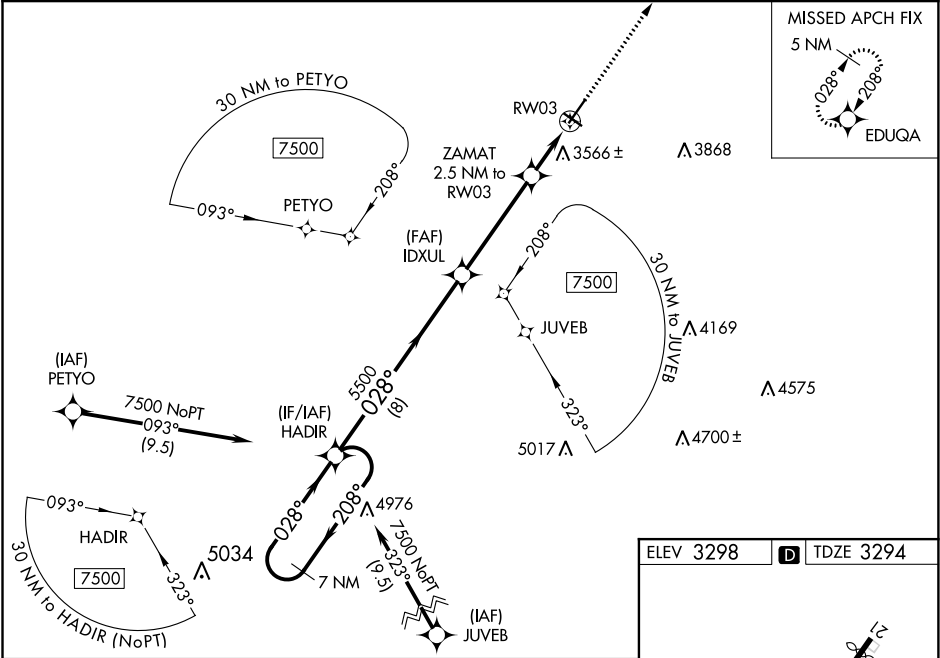 MISSED APCH FIX
5 NM
028°
208°
EDUQA
30 NM to PETYO
7500
208°
PETYO
093°
RW03
3566 ±
3868
ZAMAT
2.5 NM to
RW03
(FAF)
IDXUL
208°
7500
30 NM to JUVEB
JUVEB
4169
323°
4575
5017
4700 ±
(IAF)
PETYO
7500 NoPT
093°
(9.5)
(IF/IAF)
HADIR
5500
028°
(8)
028°
208°
4976
7 NM
7500 NoPT
323°
(9.5)
(IAF)
JUVEB
093°
HADIR
5034
7500
323°
30 NM to HADIR (NoPT)
ELEV 3298
D
TDZE 3294
21